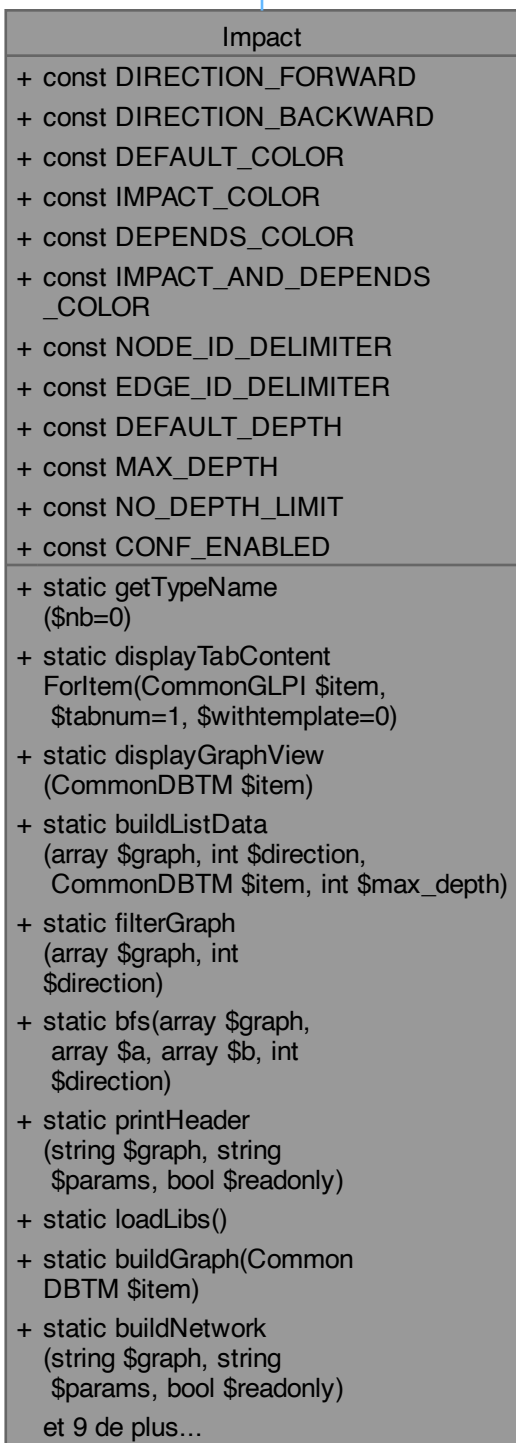 Impact
+ const DIRECTION_FORWARD
+ const DIRECTION_BACKWARD
+ const DEFAULT_COLOR
+ const IMPACT_COLOR
+ const DEPENDS_COLOR
+ const IMPACT_AND_DEPENDS
_COLOR
+ const NODE_ID_DELIMITER
+ const EDGE_ID_DELIMITER
+ const DEFAULT_DEPTH
+ const MAX_DEPTH
+ const NO_DEPTH_LIMIT
+ const CONF_ENABLED
+ static getTypeName
($nb=0)
+ static displayTabContent
ForItem(CommonGLPI $item,
$tabnum=1, $withtemplate=0)
+ static displayGraphView
(CommonDBTM $item)
+ static buildListData
(array $graph, int $direction,
CommonDBTM $item, int $max_depth)
+ static filterGraph
(array $graph, int
$direction)
+ static bfs(array $graph,
array $a, array $b, int
$direction)
+ static printHeader
(string $graph, string
$params, bool $readonly)
+ static loadLibs()
+ static buildGraph(Common
DBTM $item)
+ static buildNetwork
(string $graph, string
$params, bool $readonly)
et 9 de plus...